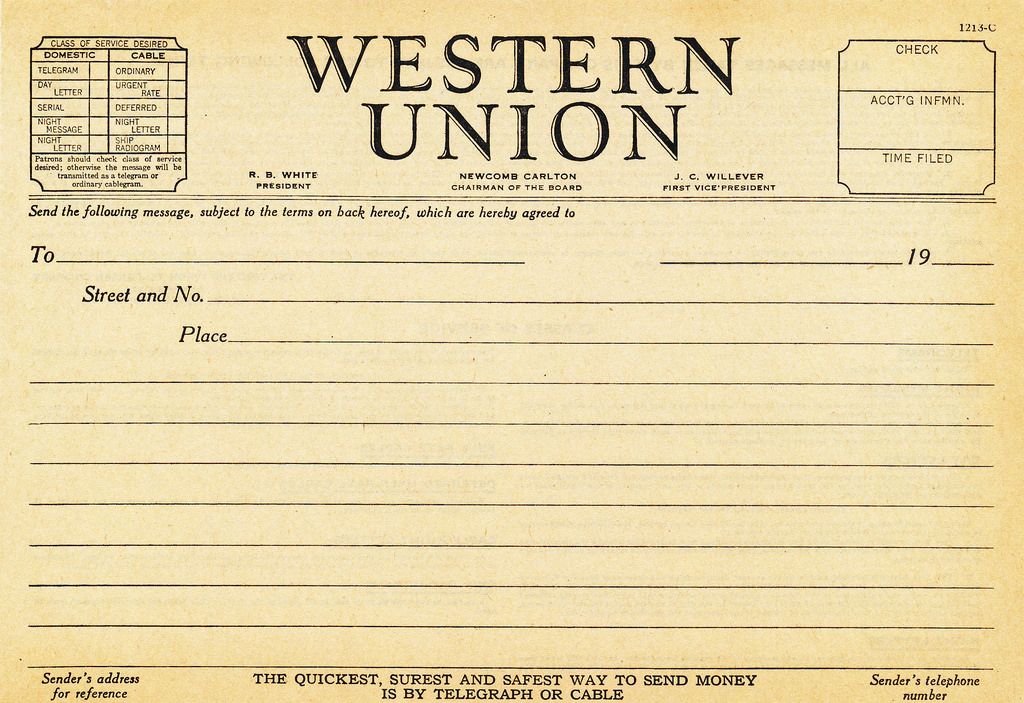 1213-C
CLASS OF SERVICE DESIRED
DOMESTIC CABLE
TELEGRAM ORDINARY
DAY LETTER URGENT RATE
SERIAL DEFERRED
NIGHT MESSAGE NIGHT LETTER
NIGHT LETTER SHIP RADIOGRAM
Patrons should check class of service
desired; otherwise the message will be
transmitted as a telegram or
ordinary cablegram.
WESTERN
UNION
R. B. WHITE
PRESIDENT
NEWCOMB CARLTON
CHAIRMAN OF THE BOARD
J. C. WILLEVER
FIRST VICE-PRESIDENT
CHECK
ACCT'G INFMN.
TIME FILED
Send the following message, subject to the terms on back hereof, which are hereby agreed to
To 19
Street and No.
Place
Sender's address
for reference
THE QUICKEST, SUREST AND SAFEST WAY TO SEND MONEY
IS BY TELEGRAPH OR CABLE
Sender's telephone
number